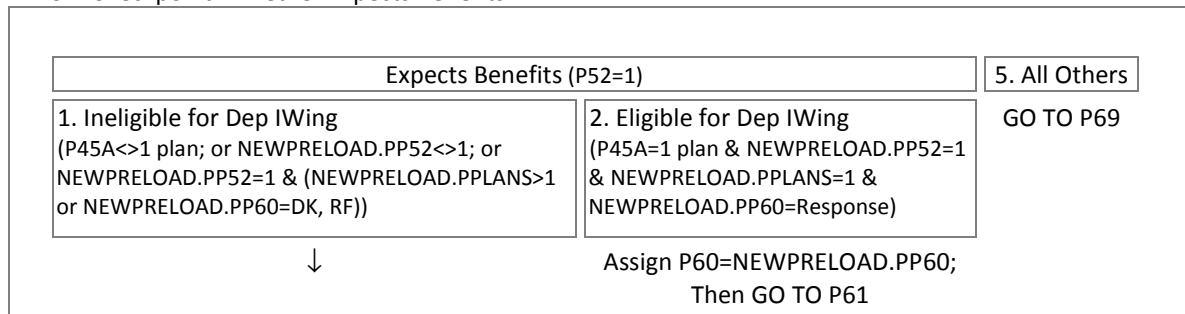 Expects Benefits (P52=1)
5. All Others
1. Ineligible for Dep IWing
(P45A<>1 plan; or NEWPRELOAD.PP52<>1; or
NEWPRELOAD.PP52=1 & (NEWPRELOAD.PPLANS>1
or NEWPRELOAD.PP60=DK, RF))
2. Eligible for Dep IWing
(P45A=1 plan & NEWPRELOAD.PP52=1
& NEWPRELOAD.PPLANS=1 &
NEWPRELOAD.PP60=Response)
GO TO P69
↓
Assign P60=NEWPRELOAD.PP60;
Then GO TO P61